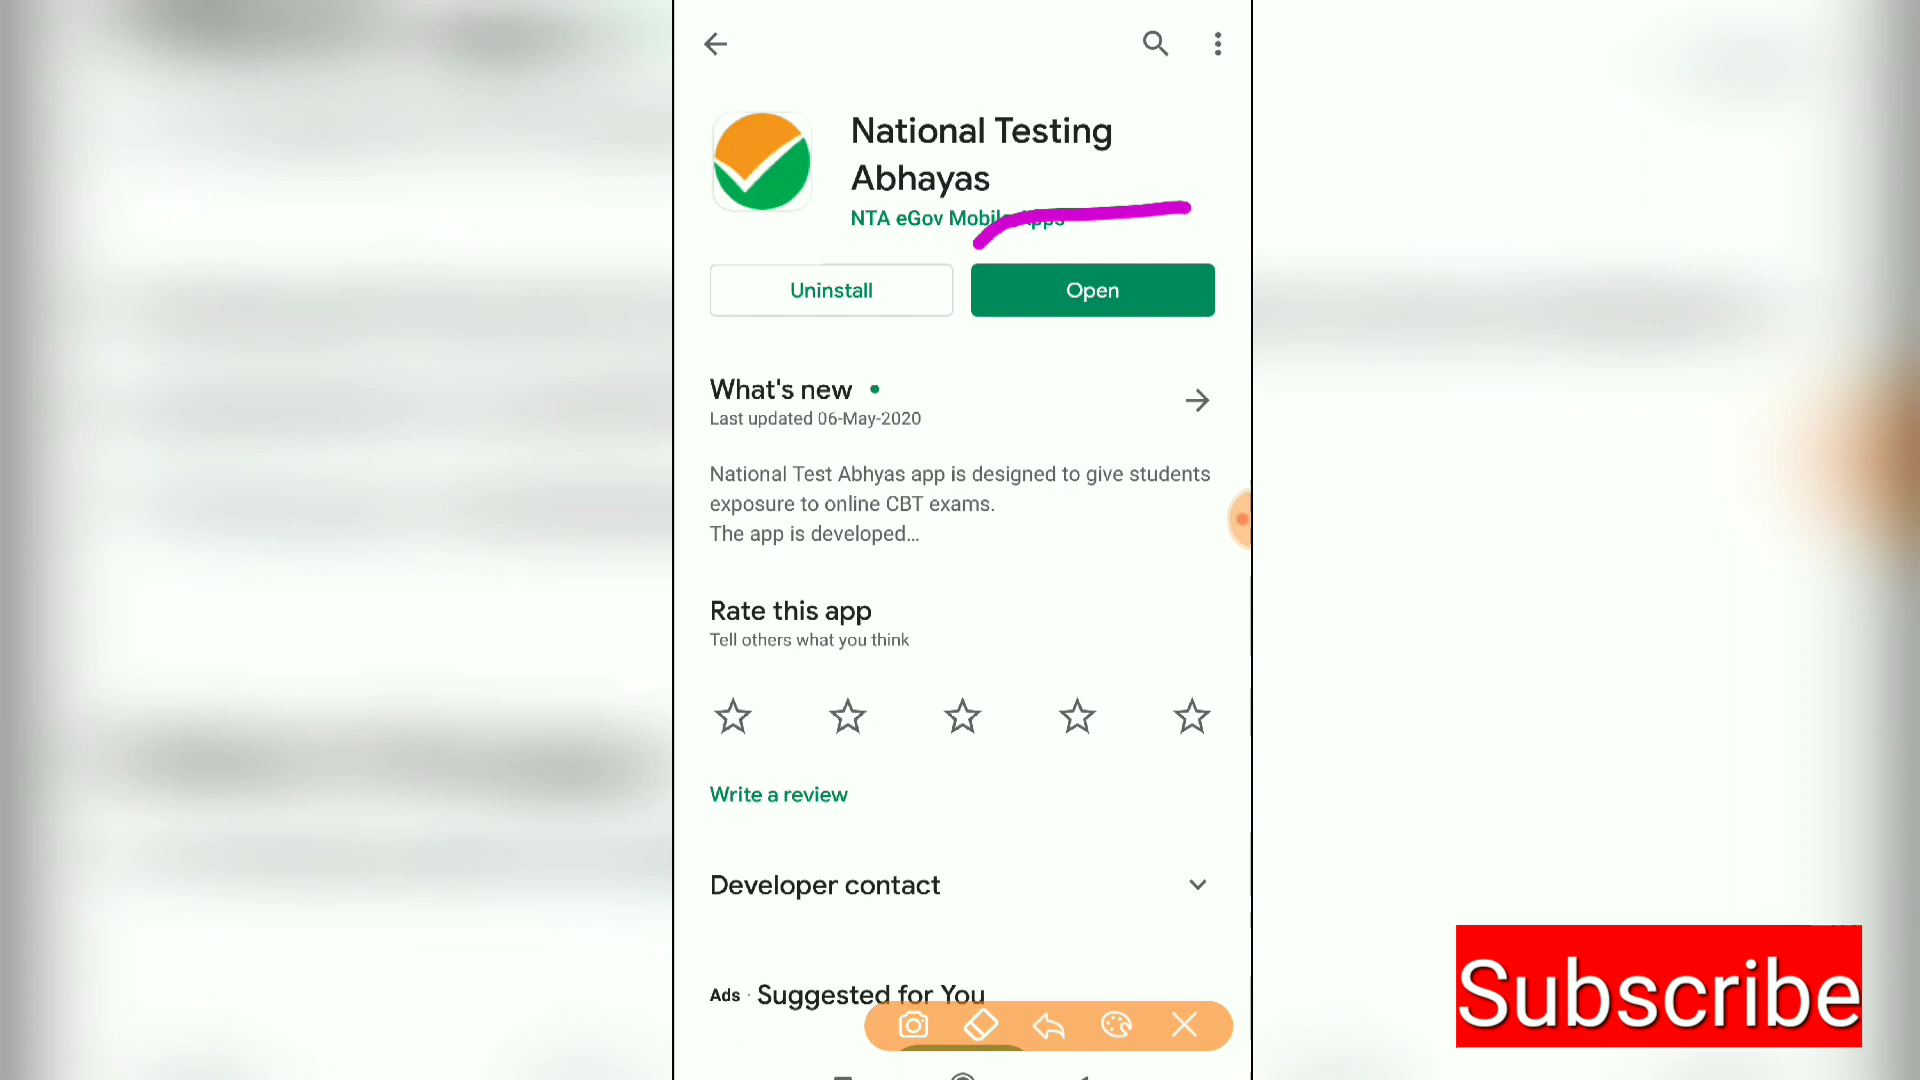 National Testing
Abhayas
NTA eGov Mobile Apps
Uninstall
Open
What's new
Last updated 06-May-2020
National Test Abhyas app is designed to give students
exposure to online CBT exams.
The app is developed...
Rate this app
Tell others what you think
Write a review
Developer contact
Ads · Suggested for You
Subscribe